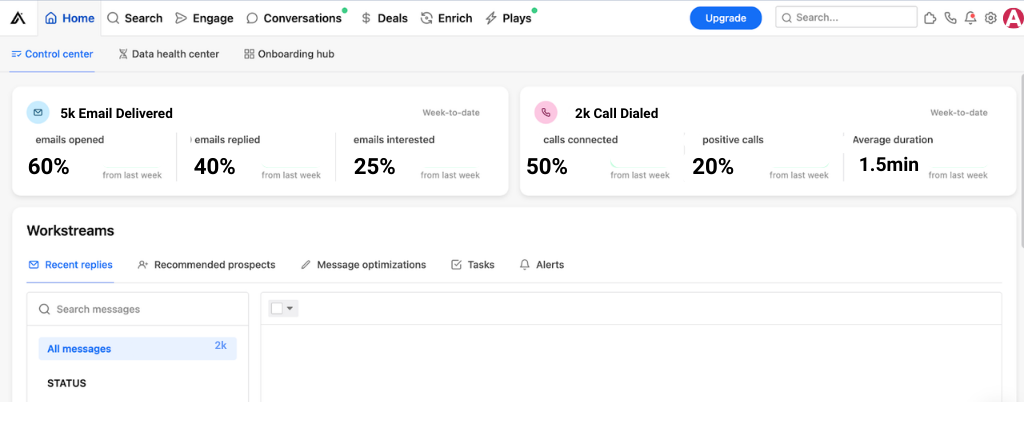 Home Search Engage Conversations Deals Enrich Plays Upgrade Search... A
Control center Data health center Onboarding hub
5k Email Delivered Week-to-date
emails opened emails replied emails interested
60% from last week 40% from last week 25% from last week
2k Call Dialed Week-to-date
calls connected positive calls Average duration
50% from last week 20% from last week 1.5min from last week
Workstreams
Recent replies Recommended prospects Message optimizations Tasks Alerts
Search messages
All messages 2k
STATUS